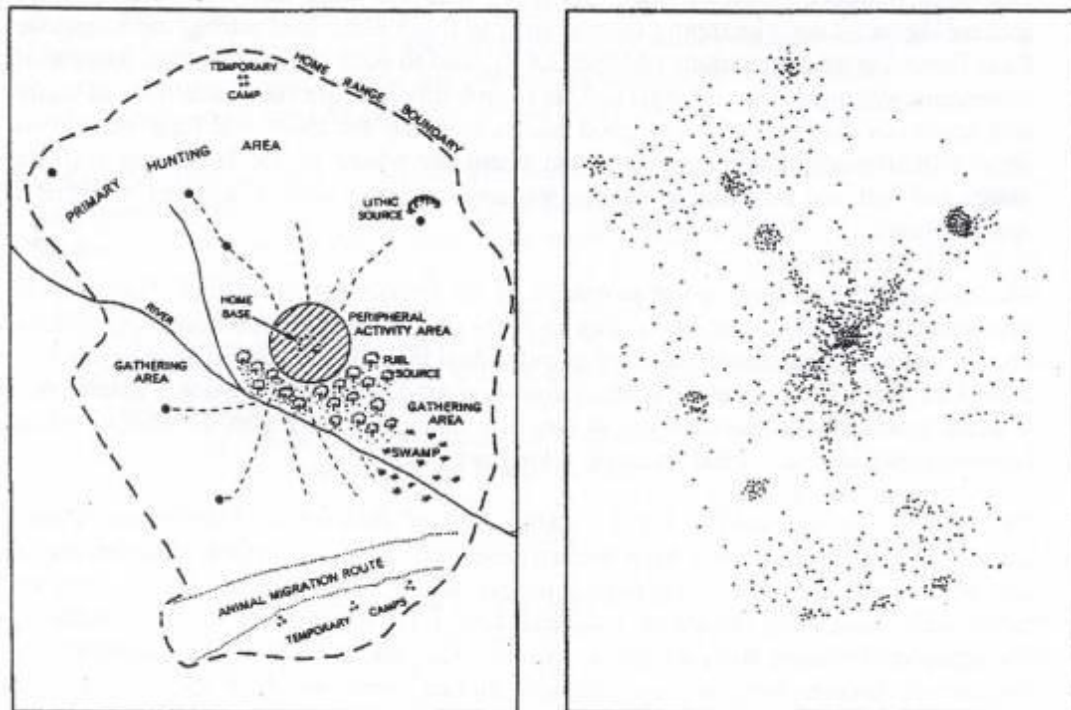 TEMPORARY
CAMP
HOME RANGE BOUNDARY
PRIMARY HUNTING AREA
LITHIC
SOURCE
RIVER
HOME
BASE
PERIPHERAL
ACTIVITY AREA
FUEL
SOURCE
GATHERING
AREA
GATHERING
AREA
SWAMP
ANIMAL MIGRATION ROUTE
TEMPORARY CAMPS